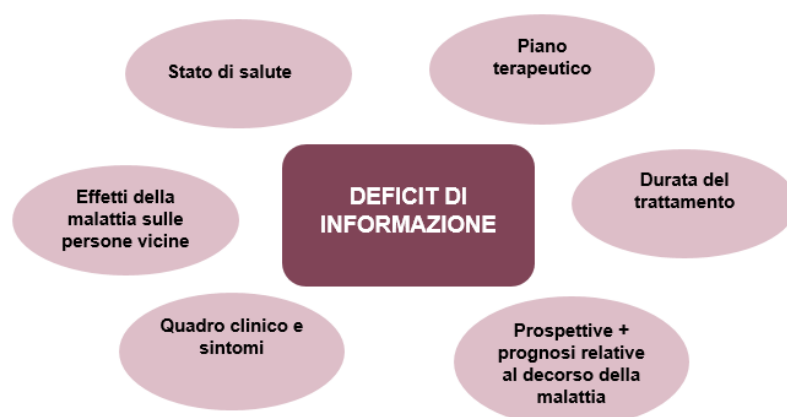 Stato di salute
Piano
terapeutico
Effetti della
malattia sulle
persone vicine
DEFICIT DI
INFORMAZIONE
Durata del
trattamento
Quadro clinico e
sintomi
Prospettive +
prognosi relative
al decorso della
malattia